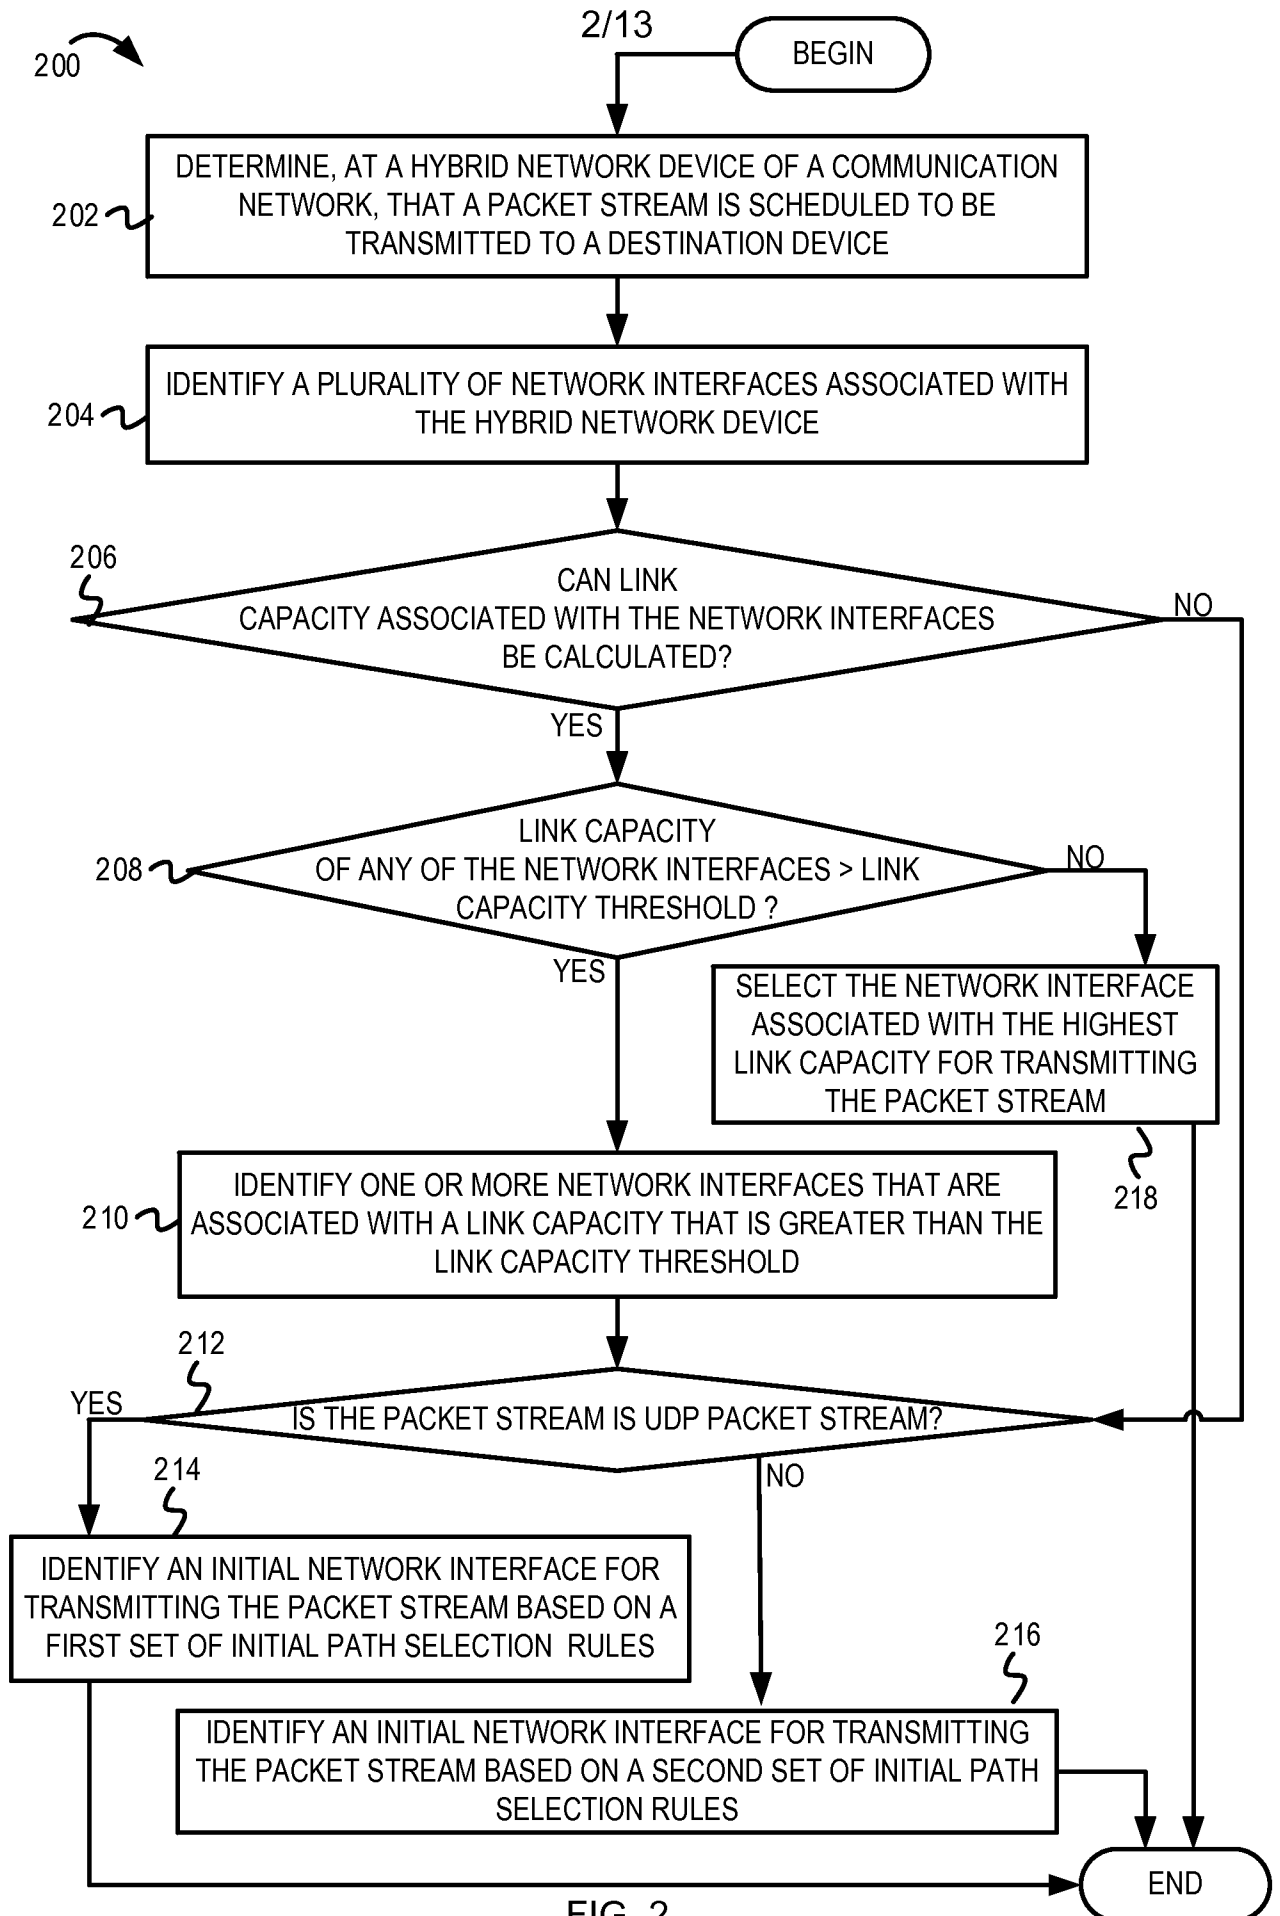 2/13
200
BEGIN
DETERMINE, AT A HYBRID NETWORK DEVICE OF A COMMUNICATION
NETWORK, THAT A PACKET STREAM IS SCHEDULED TO BE
TRANSMITTED TO A DESTINATION DEVICE
202
IDENTIFY A PLURALITY OF NETWORK INTERFACES ASSOCIATED WITH
THE HYBRID NETWORK DEVICE
204
206
CAN LINK
CAPACITY ASSOCIATED WITH THE NETWORK INTERFACES
BE CALCULATED?
NO
YES
LINK CAPACITY
OF ANY OF THE NETWORK INTERFACES > LINK
CAPACITY THRESHOLD ?
208
NO
YES
SELECT THE NETWORK INTERFACE
ASSOCIATED WITH THE HIGHEST
LINK CAPACITY FOR TRANSMITTING
THE PACKET STREAM
218
IDENTIFY ONE OR MORE NETWORK INTERFACES THAT ARE
ASSOCIATED WITH A LINK CAPACITY THAT IS GREATER THAN THE
LINK CAPACITY THRESHOLD
210
212
YES
IS THE PACKET STREAM IS UDP PACKET STREAM?
NO
214
IDENTIFY AN INITIAL NETWORK INTERFACE FOR
TRANSMITTING THE PACKET STREAM BASED ON A
FIRST SET OF INITIAL PATH SELECTION RULES
216
IDENTIFY AN INITIAL NETWORK INTERFACE FOR TRANSMITTING
THE PACKET STREAM BASED ON A SECOND SET OF INITIAL PATH
SELECTION RULES
END
FIG. 2